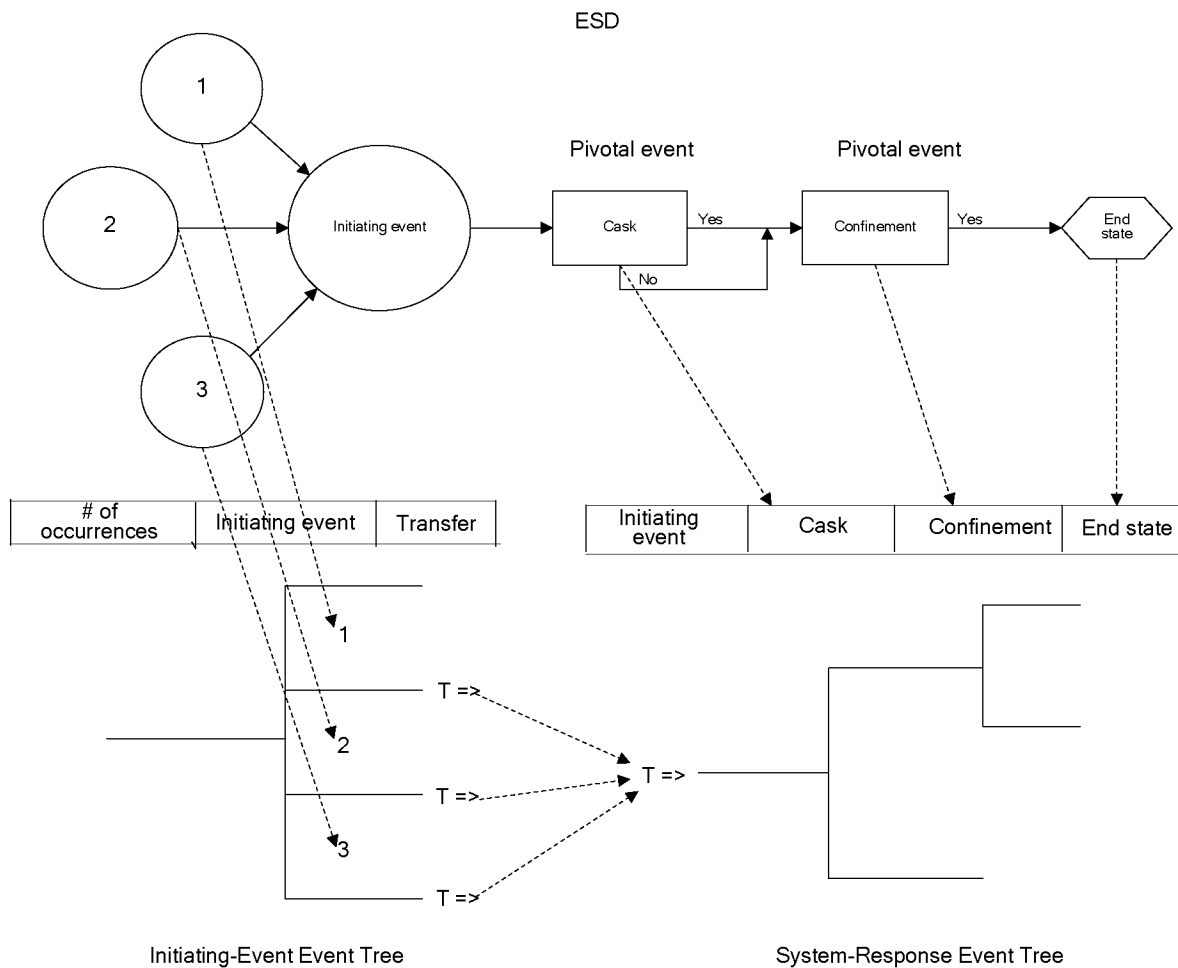 ESD
1
Pivotal event
Pivotal event
2
Initiating event
Cask
Yes
No
Confinement
Yes
End
state
3
# of
occurrences
Initiating event
Transfer
Initiating
event
Cask
Confinement
End state
1
T =>
2
T =>
T =>
3
T =>
Initiating-Event Event Tree
System-Response Event Tree